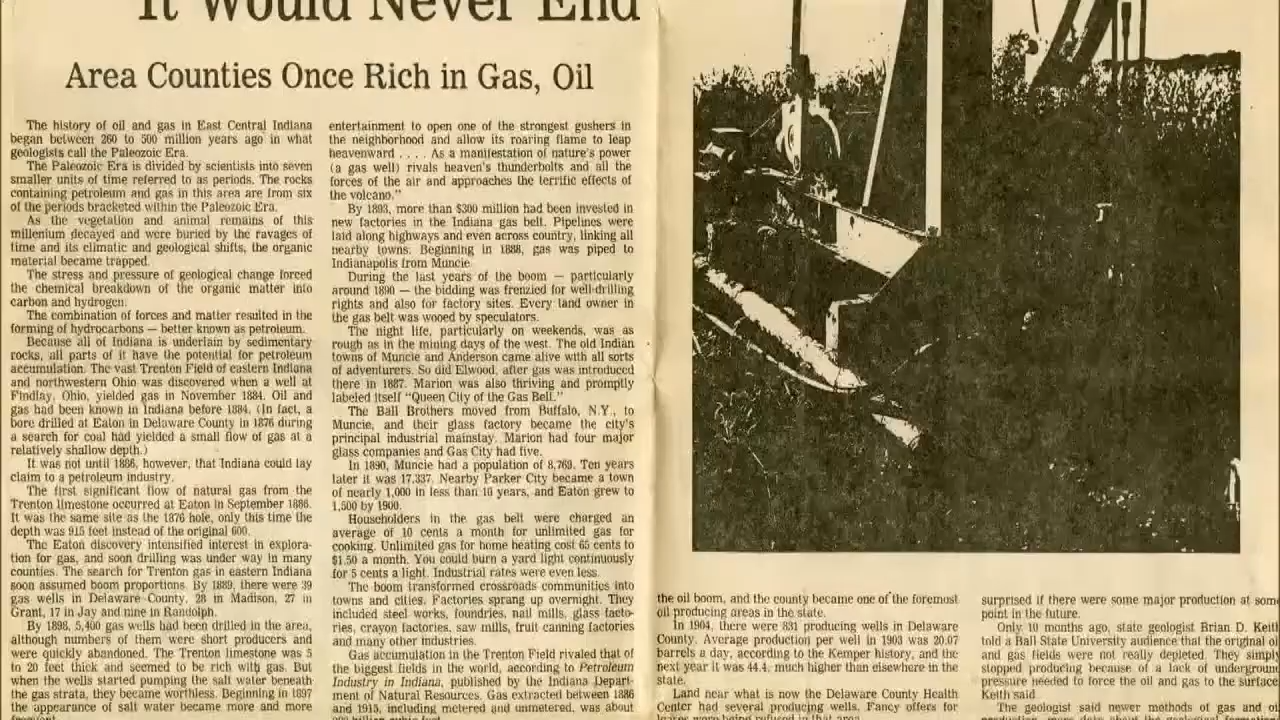 It Would Never End
Area Counties Once Rich in Gas, Oil
The history of oil and gas in East Central Indiana
began between 260 to 500 million years ago in what
geologists call the Paleozoic Era.
The Paleozoic Era is divided by scientists into seven
smaller units of time referred to as periods. The rocks
containing petroleum and gas in this area are from six
of the periods bracketed within the Paleozoic Era.
As the vegetation and animal remains of this
millenium decayed and were buried by the ravages of
time and its climatic and geological shifts, the organic
material became trapped.
The stress and pressure of geological change forced
the chemical breakdown of the organic matter into
carbon and hydrogen.
The combination of forces and matter resulted in the
forming of hydrocarbons — better known as petroleum.
Because all of Indiana is underlain by sedimentary
rocks, all parts of it have the potential for petroleum
accumulation. The vast Trenton Field of eastern Indiana
and northwestern Ohio was discovered when a well at
Findlay, Ohio, yielded gas in November 1884. Oil and
gas had been known in Indiana before 1884. (In fact, a
bore drilled at Eaton in Delaware County in 1876 during
a search for coal had yielded a small flow of gas at a
relatively shallow depth.)
It was not until 1886, however, that Indiana could lay
claim to a petroleum industry.
The first significant flow of natural gas from the
Trenton limestone occurred at Eaton in September 1886.
It was the same site as the 1876 hole, only this time the
depth was 915 feet instead of the original 600.
The Eaton discovery intensified interest in explora-
tion for gas, and soon drilling was under way in many
counties. The search for Trenton gas in eastern Indiana
soon assumed boom proportions. By 1889, there were 39
gas wells in Delaware County, 28 in Madison, 27 in
Grant, 17 in Jay and nine in Randolph.
By 1898, 5,400 gas wells had been drilled in the area,
although numbers of them were short producers and
were quickly abandoned. The Trenton limestone was 5
to 20 feet thick and seemed to be rich with gas. But
when the wells started pumping the salt water beneath
the gas strata, they became worthless. Beginning in 1897
the appearance of salt water became more and more
frequent.
entertainment to open one of the strongest gushers in
the neighborhood and allow its roaring flame to leap
heavenward . . . . As a manifestation of nature's power
(a gas well) rivals heaven's thunderbolts and all the
forces of the air and approaches the terrific effects of
the volcano."
By 1893, more than $300 million had been invested in
new factories in the Indiana gas belt. Pipelines were
laid along highways and even across country, linking all
nearby towns. Beginning in 1888, gas was piped to
Indianapolis from Muncie
During the last years of the boom — particularly
around 1890 — the bidding was frenzied for well-drilling
rights and also for factory sites. Every land owner in
the gas belt was wooed by speculators.
The night life, particularly on weekends, was as
rough as in the mining days of the west. The old Indian
towns of Muncie and Anderson came alive with all sorts
of adventurers. So did Elwood, after gas was introduced
there in 1887. Marion was also thriving and promptly
labeled itself "Queen City of the Gas Belt."
The Ball Brothers moved from Buffalo, N.Y., to
Muncie, and their glass factory became the city's
principal industrial mainstay. Marion had four major
glass companies and Gas City had five.
In 1890, Muncie had a population of 8,769. Ten years
later it was 17,337. Nearby Parker City became a town
of nearly 1,000 in less than 10 years, and Eaton grew to
1,500 by 1900.
Householders in the gas belt were charged an
average of 10 cents a month for unlimited gas for
cooking. Unlimited gas for home heating cost 65 cents to
$1.50 a month. You could burn a yard light continuously
for 5 cents a light. Industrial rates were even less.
The boom transformed crossroads communities into
towns and cities. Factories sprang up overnight. They
included steel works, foundries, nail mills, glass facto-
ries, crayon factories, saw mills, fruit canning factories
and many other industries.
Gas accumulation in the Trenton Field rivaled that of
the biggest fields in the world, according to Petroleum
Industry in Indiana, published by the Indiana Depart-
ment of Natural Resources. Gas extracted between 1886
and 1915, including metered and unmetered, was about
the oil boom, and the county became one of the foremost
oil producing areas in the state.
In 1904, there were 831 producing wells in Delaware
County. Average production per well in 1908 was 20.07
barrels a day, according to the Kemper history, and the
next year it was 44.4, much higher than elsewhere in the
state.
Land near what is now the Delaware County Health
Center had several producing wells. Fancy offers for
leases were being refused in that area.
surprised if there were some major production at some
point in the future.
Only 10 months ago, state geologist Brian D. Keith
told a Ball State University audience that the original oil
and gas fields were not really depleted. They simply
stopped producing because of a lack of underground
pressure needed to force the oil and gas to the surface,
Keith said.
The geologist said newer methods of gas and oil